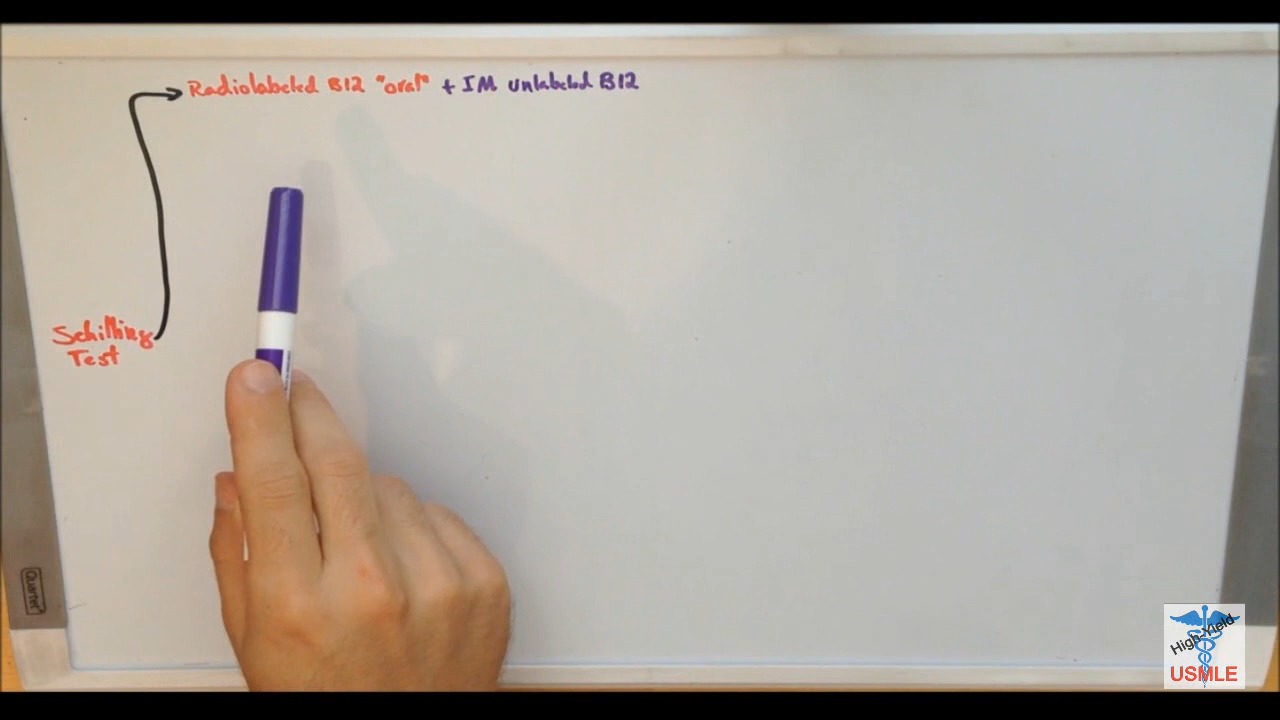 Radiolabeled B12 "oral" + IM unlabeled B12
Schilling
Test
Quartet
High-Yield
USMLE